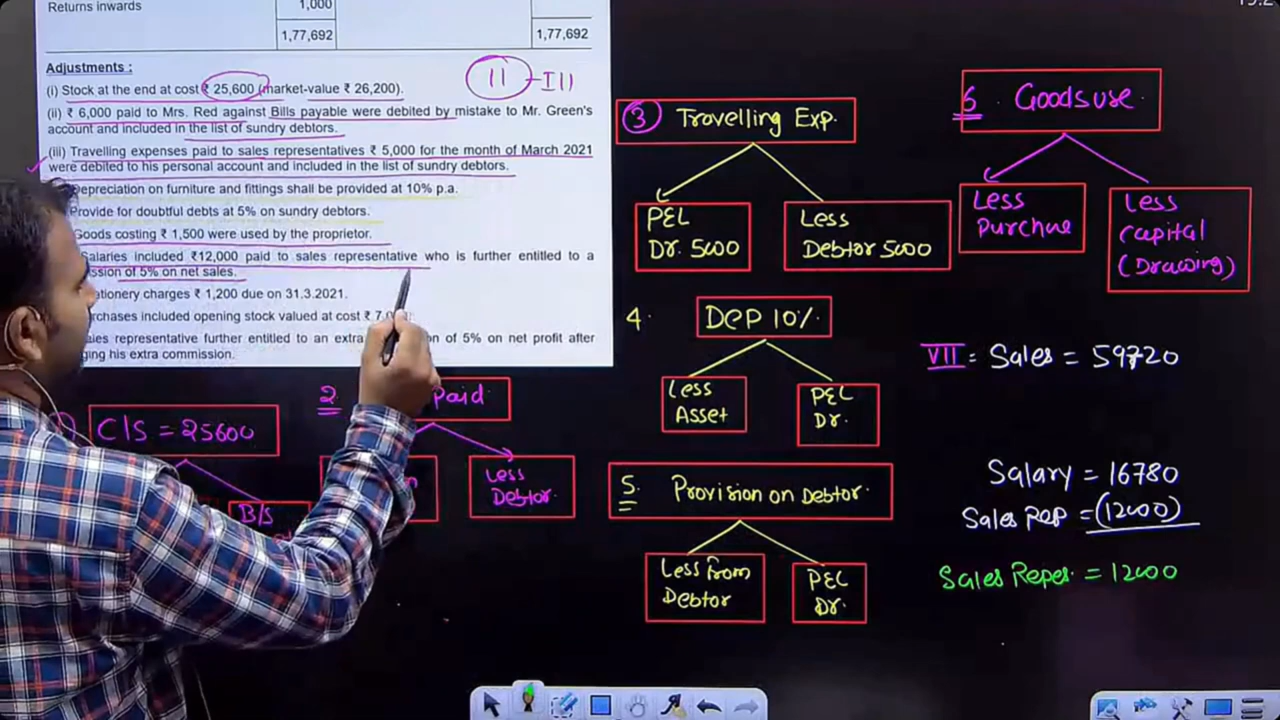 Returns inwards 1,000
1,77,692 1,77,692
Adjustments :
(i) Stock at the end at cost ₹ 25,600 (market-value ₹ 26,200).
(ii) ₹ 6,000 paid to Mrs. Red against Bills payable were debited by mistake to Mr. Green's
account and included in the list of sundry debtors.
(iii) Travelling expenses paid to sales representatives ₹ 5,000 for the month of March 2021
were debited to his personal account and included in the list of sundry debtors.
Depreciation on furniture and fittings shall be provided at 10% p.a.
Provide for doubtful debts at 5% on sundry debtors.
Goods costing ₹ 1,500 were used by the proprietor.
Salaries included ₹12,000 paid to sales representative who is further entitled to a
of 5% on net sales.
charges ₹ 1,200 due on 31.3.2021.
included opening stock valued at cost ₹
representative further entitled to an extra of 5% on net profit after
his extra commission.
11 - III
3 Travelling Exp.
P&L
Dr. 5000
Less
Debtor 5000
6 Goods use
Less
Purchue
Less
Capital
(Drawing)
4. Dep 10%
Less
Asset
P&L
Dr.
VII = Sales = 59720
C/S = 25600
B/S
2 Paid
Less
Debtor
5. Provision on Debtor.
Less from
Debtor
P&L
Dr.
Salary = 16780
Sales Rep = (12000)
Sales Repes. = 12000